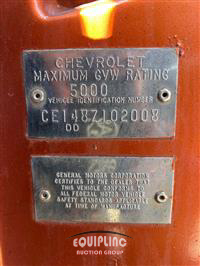 CHEVROLET
MAXIMUM GVW RATING
5000
VEHICLE IDENTIFICATION NUMBER
CE1487102008
DD
GENERAL MOTORS CORPORATION
CERTIFIES TO THE DEALER THAT
THIS VEHICLE CONFORMS TO
ALL FEDERAL MOTOR VEHICLE
SAFETY STANDARDS APPLICABLE
AT TIME OF MANUFACTURE
EQUIPLINC
AUCTION GROUP